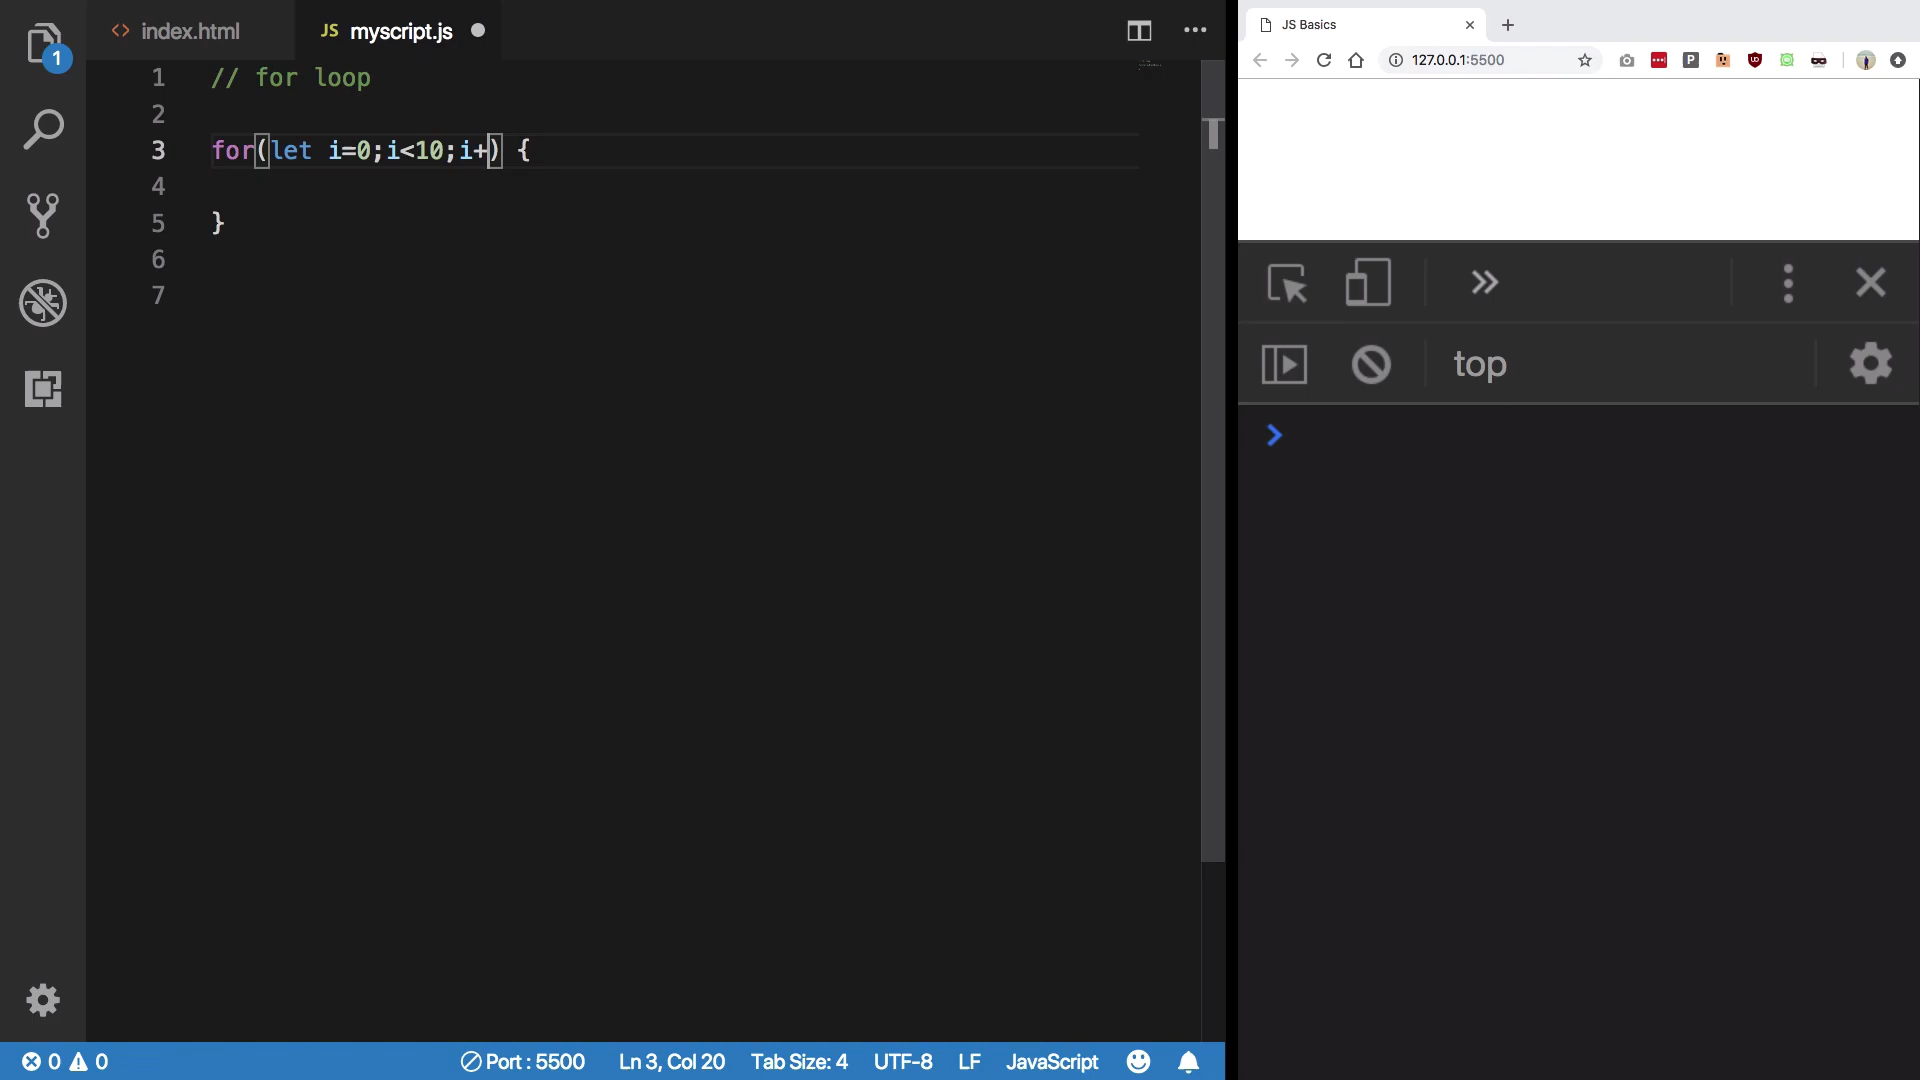 1
index.html
JS myscript.js
1 // for loop
2
3 for(let i=0;i<10;i+) {
4
5 }
6
7
0 0
Port : 5500
Ln 3, Col 20
Tab Size: 4
UTF-8
LF
JavaScript
JS Basics
127.0.0.1:5500
P
top